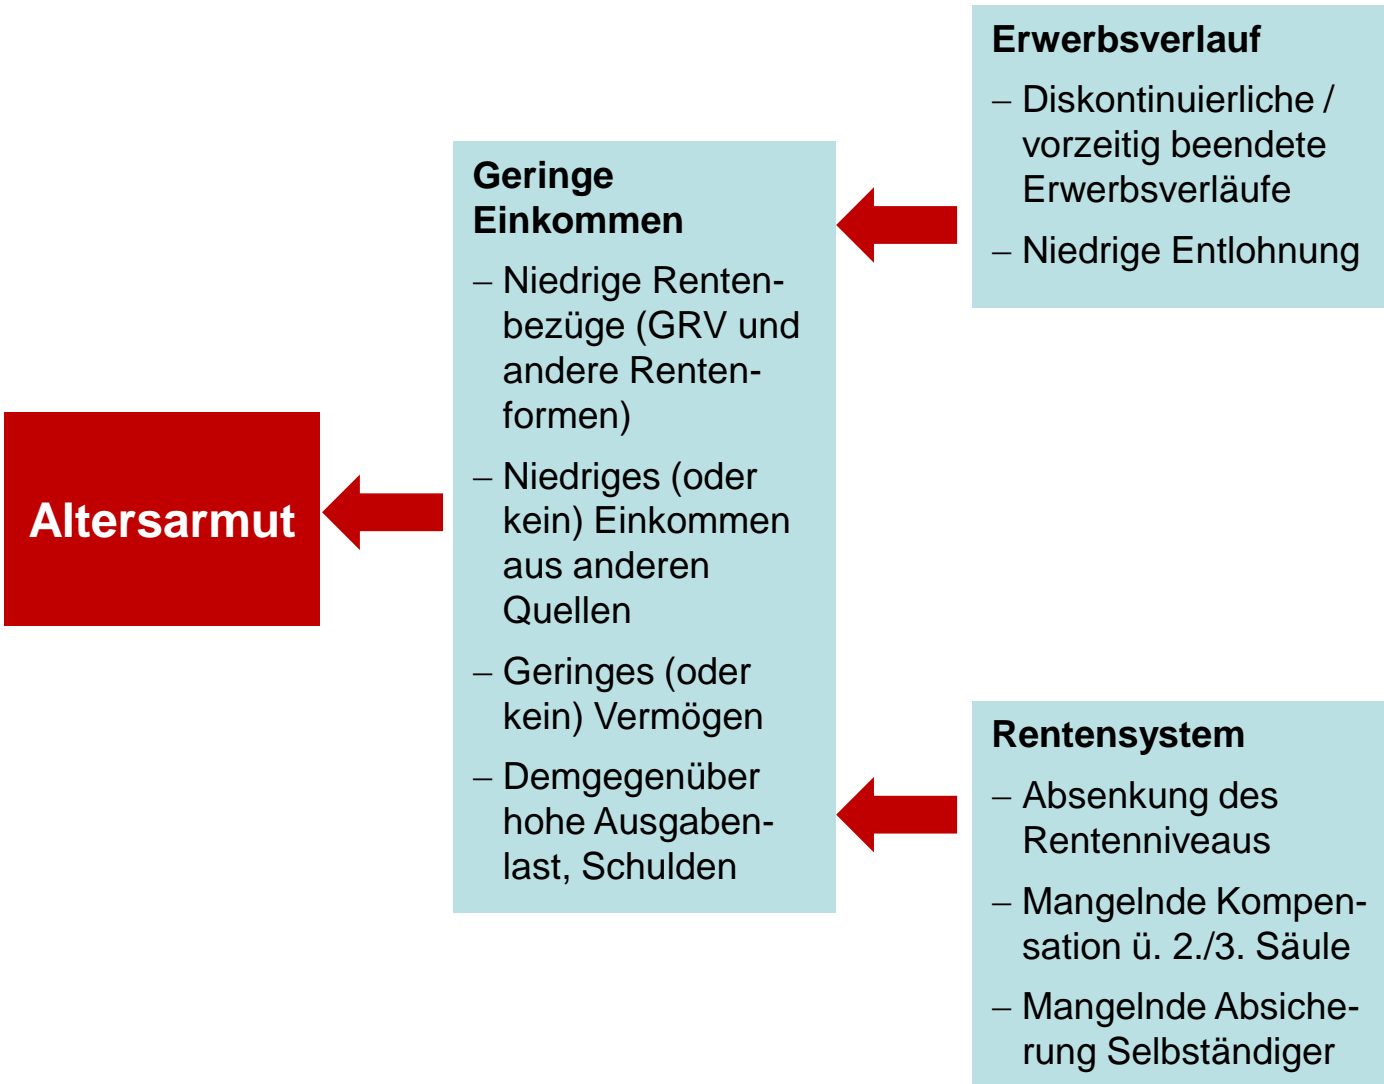 Erwerbsverlauf
– Diskontinuierliche /
vorzeitig beendete
Erwerbsverläufe
– Niedrige Entlohnung
Geringe
Einkommen
– Niedrige Renten-
bezüge (GRV und
andere Renten-
formen)
– Niedriges (oder
kein) Einkommen
aus anderen
Quellen
– Geringes (oder
kein) Vermögen
– Demgegenüber
hohe Ausgaben-
last, Schulden
Altersarmut
Rentensystem
– Absenkung des
Rentenniveaus
– Mangelnde Kompen-
sation ü. 2./3. Säule
– Mangelnde Absiche-
rung Selbständiger